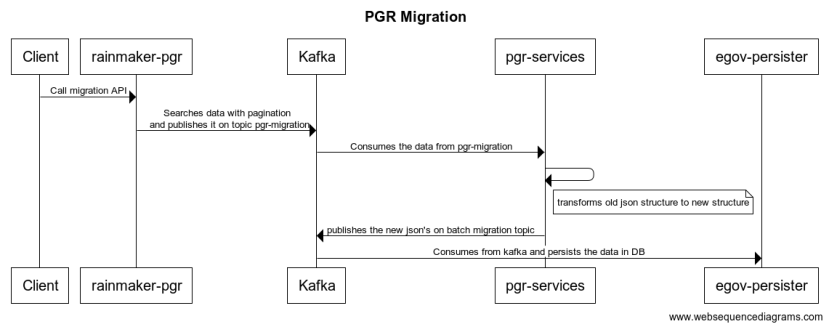 PGR Migration
Client
rainmaker-pgr
Kafka
pgr-services
egov-persister
Call migration API
Searches data with pagination
and publishes it on topic pgr-migration
Consumes the data from pgr-migration
transforms old json structure to new structure
publishes the new json's on batch migration topic
Consumes from kafka and persists the data in DB
Client
rainmaker-pgr
Kafka
pgr-services
egov-persister
www.websequencediagrams.com